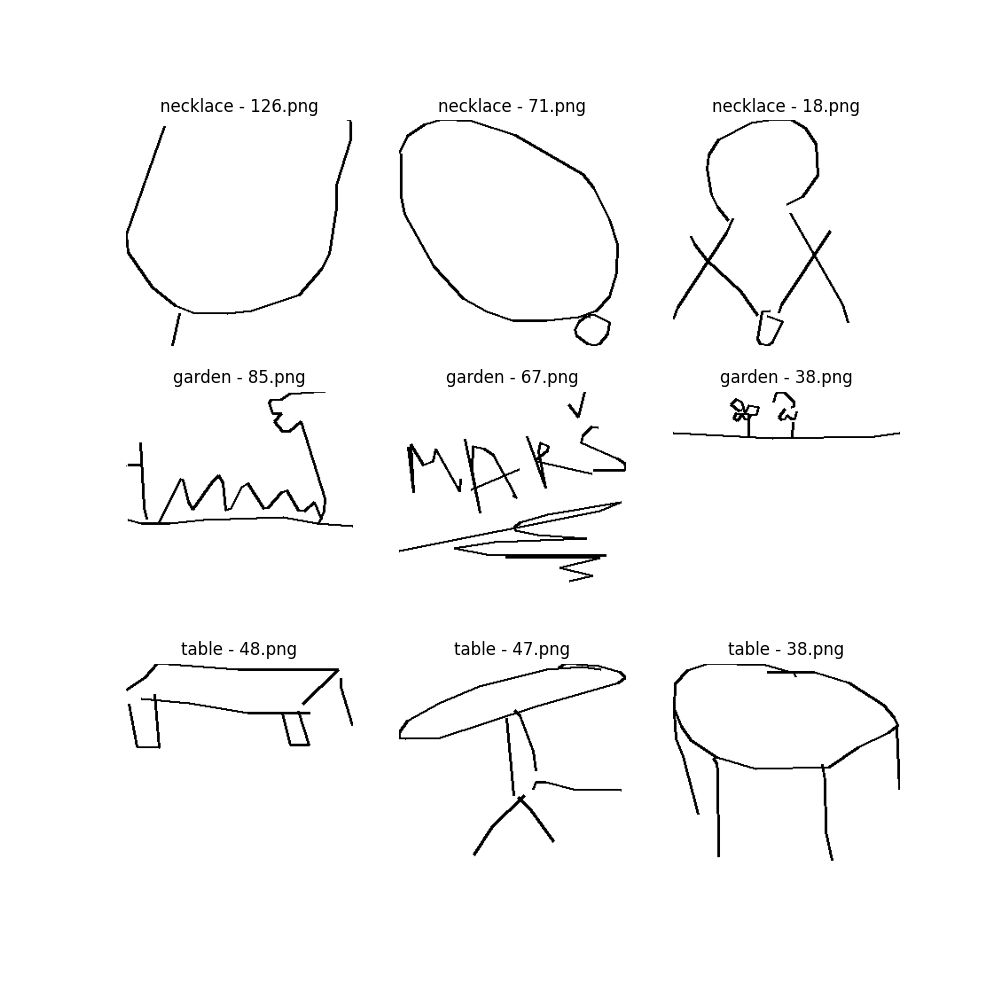 necklace - 126.png necklace - 71.png necklace - 18.png
garden - 85.png garden - 67.png garden - 38.png
MARS
table - 48.png table - 47.png table - 38.png